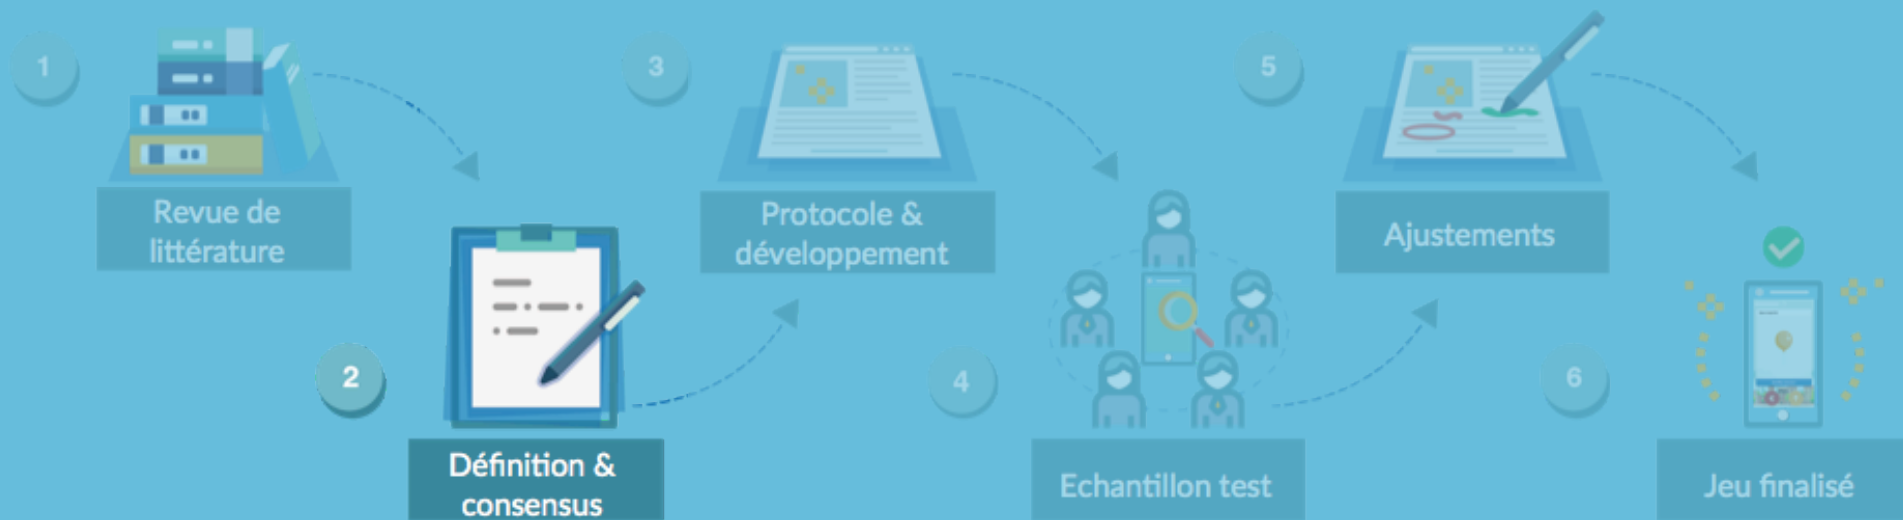 1
Revue de
littérature
2
Définition &
consensus
3
Protocole &
développement
4
Echantillon test
5
Ajustements
6
Jeu finalisé